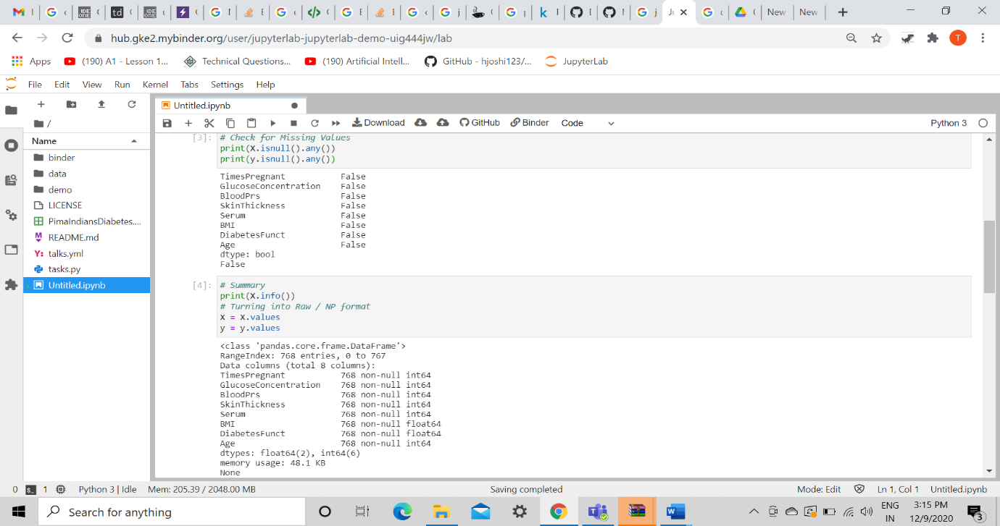 hub.gke2.mybinder.org/user/jupyterlab-jupyterlab-demo-uig444jw/lab
T
Apps
(190) A1 - Lesson 1...
Technical Questions...
(190) Artificial Intell...
GitHub - hjoshi123/...
JupyterLab
New
New
File Edit View Run Kernel Tabs Settings Help
Untitled.ipynb
Download GitHub Binder Code Python 3
/
Name
binder
data
demo
LICENSE
PimaIndiansDiabetes....
README.md
talks.yml
tasks.py
Untitled.ipynb
[3]: # Check for Missing Values
print(X.isnull().any())
print(y.isnull().any())
TimesPregnant False
GlucoseConcentration False
BloodPrs False
SkinThickness False
Serum False
BMI False
DiabetesFunct False
Age False
dtype: bool
False
[4]: # Summary
print(X.info())
# Turning into Raw / NP format
X = X.values
y = y.values
<class 'pandas.core.frame.DataFrame'>
RangeIndex: 768 entries, 0 to 767
Data columns (total 8 columns):
TimesPregnant 768 non-null int64
GlucoseConcentration 768 non-null int64
BloodPrs 768 non-null int64
SkinThickness 768 non-null int64
Serum 768 non-null int64
BMI 768 non-null float64
DiabetesFunct 768 non-null float64
Age 768 non-null int64
dtypes: float64(2), int64(6)
memory usage: 48.1 KB
None
0 1 Python 3 | Idle Mem: 205.39 / 2048.00 MB Saving completed Mode: Edit Ln 1, Col 1 Untitled.ipynb
Search for anything
ENG
IN
3:15 PM
12/9/2020
3